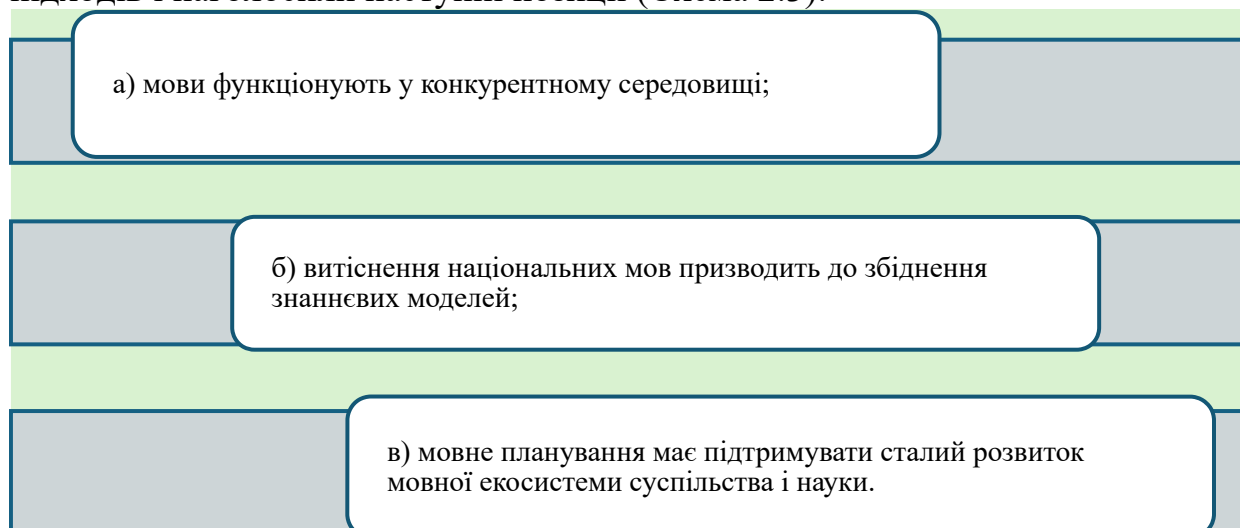 а) мови функціонують у конкурентному середовищі;
б) витіснення національних мов призводить до збіднення
знаннєвих моделей;
в) мовне планування має підтримувати сталий розвиток
мовної екосистеми суспільства і науки.